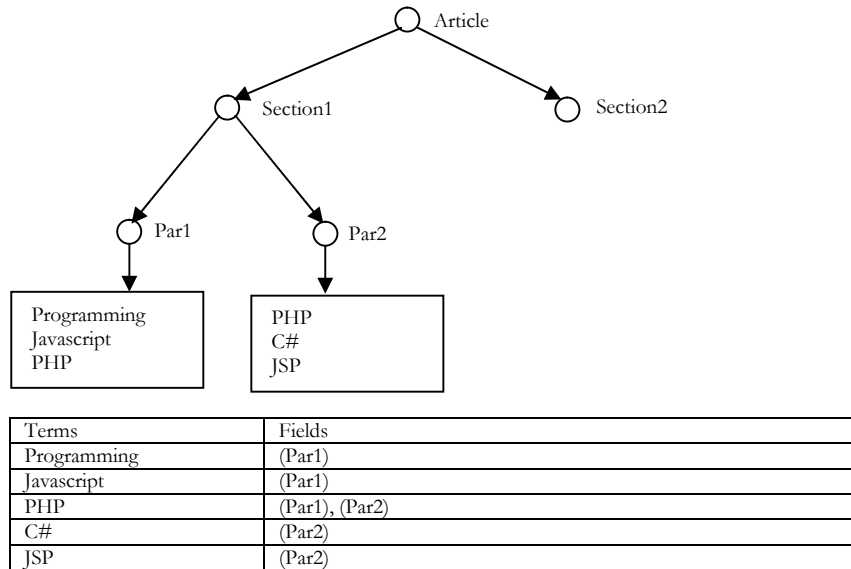 Article
Section1
Section2
Par1
Par2
Programming
Javascript
PHP
PHP
C#
JSP
Terms Fields
Programming (Par1)
Javascript (Par1)
PHP (Par1), (Par2)
C# (Par2)
JSP (Par2)